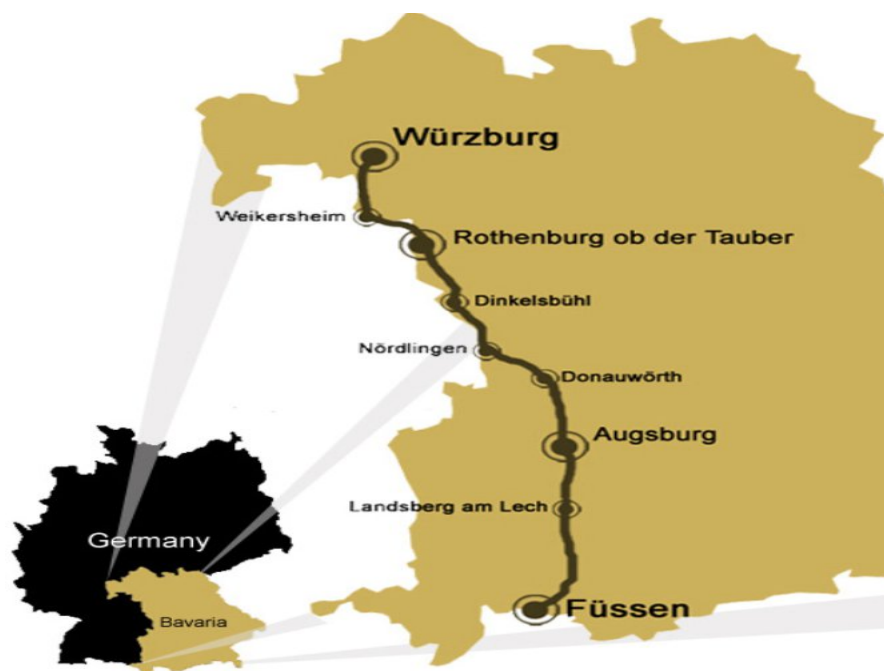 Würzburg
Weikersheim
Rothenburg ob der Tauber
Dinkelsbühl
Nördlingen
Donauwörth
Augsburg
Landsberg am Lech
Germany
Füssen
Bavaria